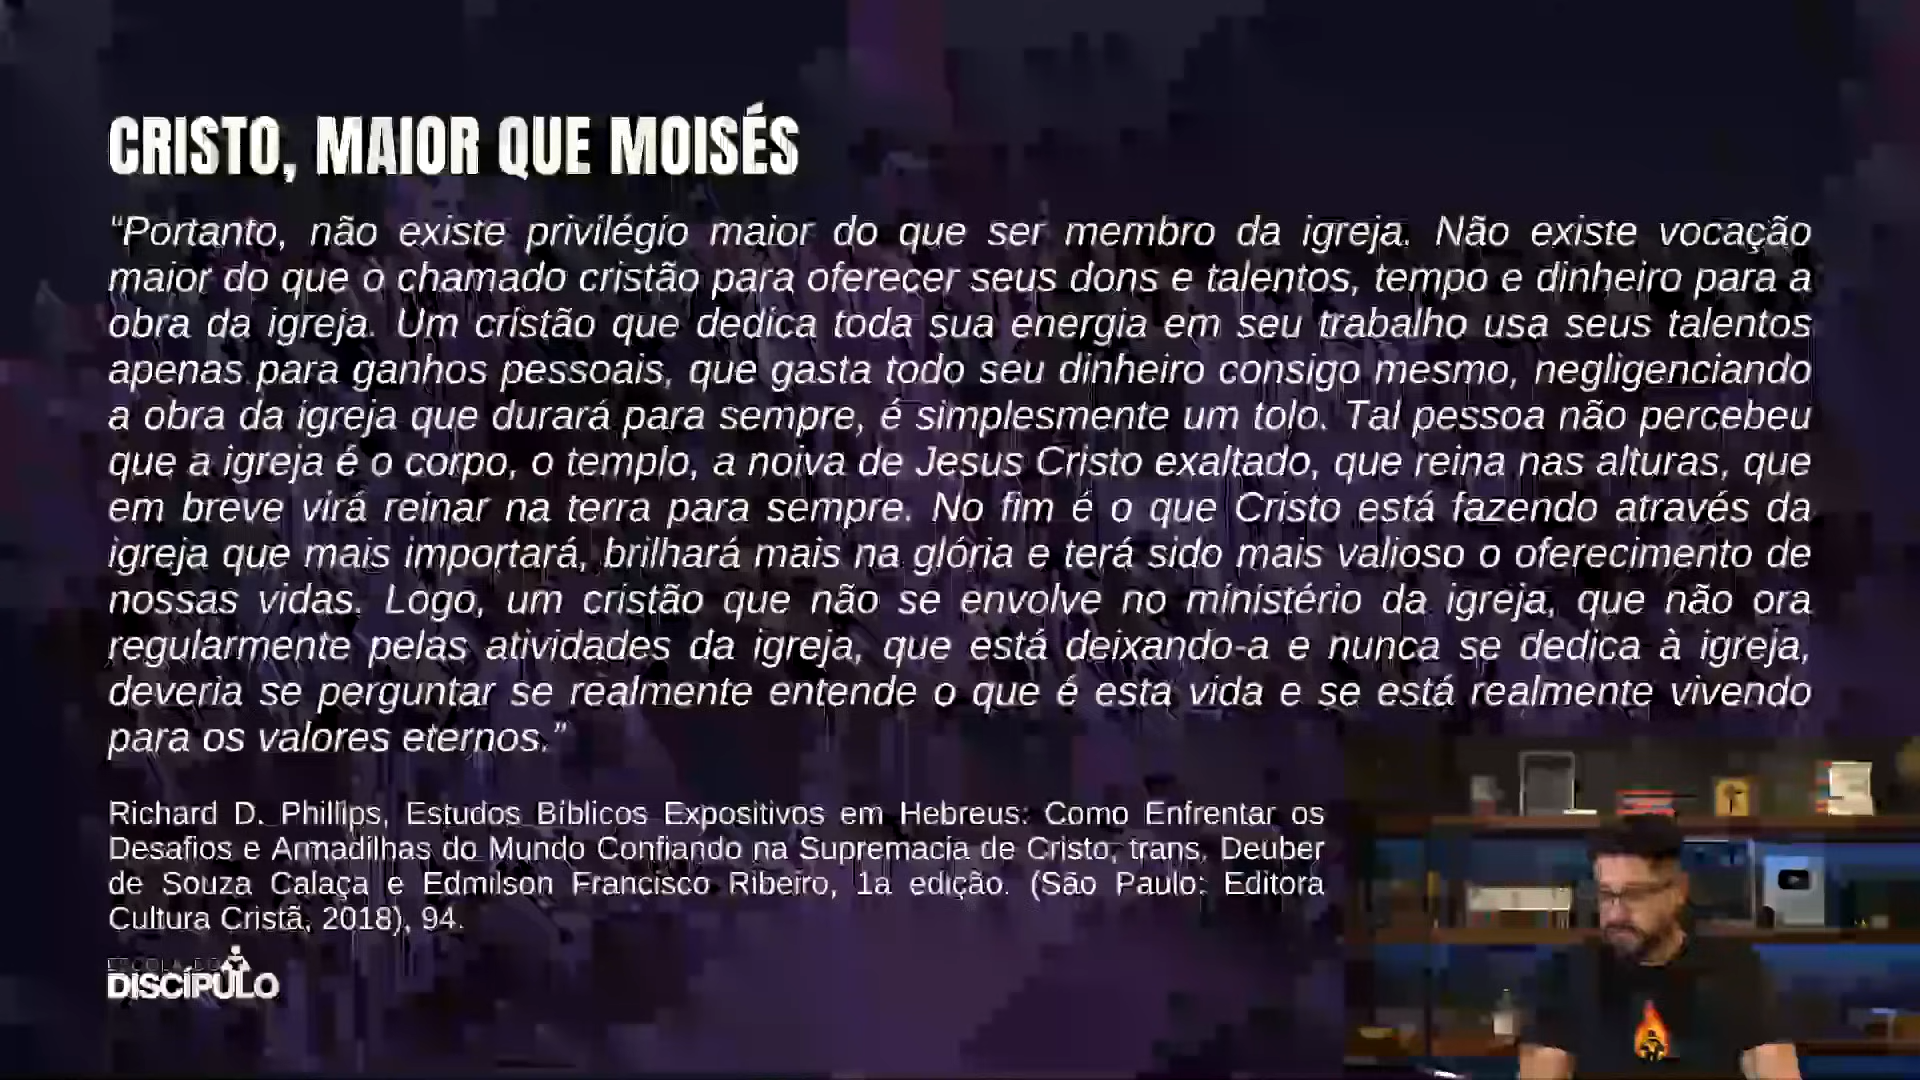 CRISTO, MAIOR QUE MOISÉS
“Portanto, não existe privilégio maior do que ser membro da igreja. Não existe vocação
maior do que o chamado cristão para oferecer seus dons e talentos, tempo e dinheiro para a
obra da igreja. Um cristão que dedica toda sua energia em seu trabalho usa seus talentos
apenas para ganhos pessoais, que gasta todo seu dinheiro consigo mesmo, negligenciando
a obra da igreja que durará para sempre, é simplesmente um tolo. Tal pessoa não percebeu
que a igreja é o corpo, o templo, a noiva de Jesus Cristo exaltado, que reina nas alturas, que
em breve virá reinar na terra para sempre. No fim é o que Cristo está fazendo através da
igreja que mais importará, brilhará mais na glória e terá sido mais valioso o oferecimento de
nossas vidas. Logo, um cristão que não se envolve no ministério da igreja, que não ora
regularmente pelas atividades da igreja, que está deixando-a e nunca se dedica à igreja,
deveria se perguntar se realmente entende o que é esta vida e se está realmente vivendo
para os valores eternos.”
Richard D. Phillips, Estudos Bíblicos Expositivos em Hebreus: Como Enfrentar os
Desafios e Armadilhas do Mundo Confiando na Supremacia de Cristo, trans. Deuber
de Souza Calaça e Edmilson Francisco Ribeiro, 1a edição. (São Paulo: Editora
Cultura Cristã, 2018), 94.
ESCOLA DO
DISCÍPULO